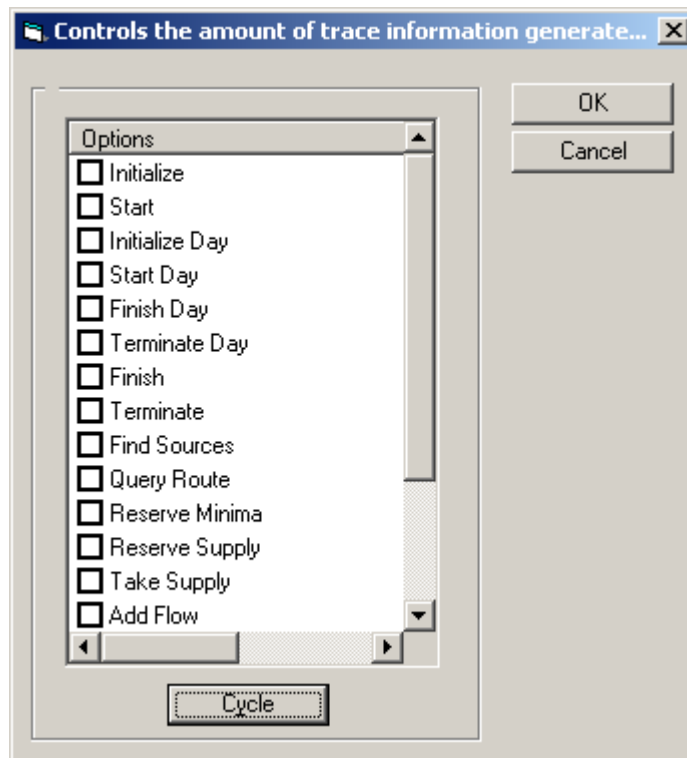 Controls the amount of trace information generate...
OK
Cancel
Options
Initialize
Start
Initialize Day
Start Day
Finish Day
Terminate Day
Finish
Terminate
Find Sources
Query Route
Reserve Minima
Reserve Supply
Take Supply
Add Flow
Cycle